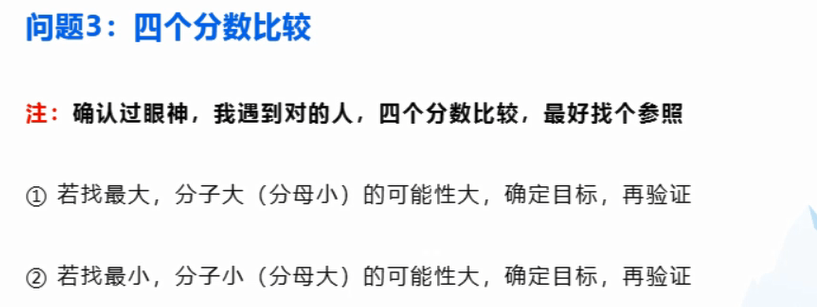 问题3：四个分数比较
注：确认过眼神，我遇到对的人，四个分数比较，最好找个参照
① 若找最大，分子大（分母小）的可能性大，确定目标，再验证
② 若找最小，分子小（分母大）的可能性大，确定目标，再验证